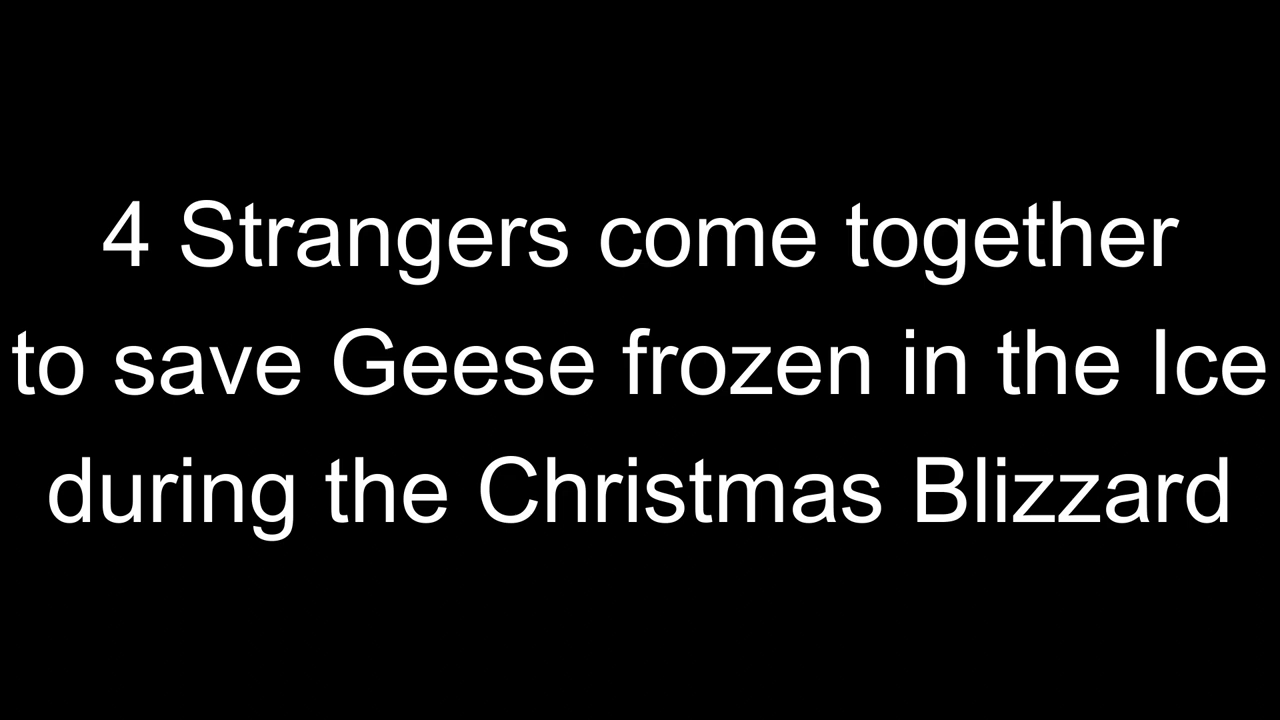 4 Strangers come together
to save Geese frozen in the Ice
during the Christmas Blizzard